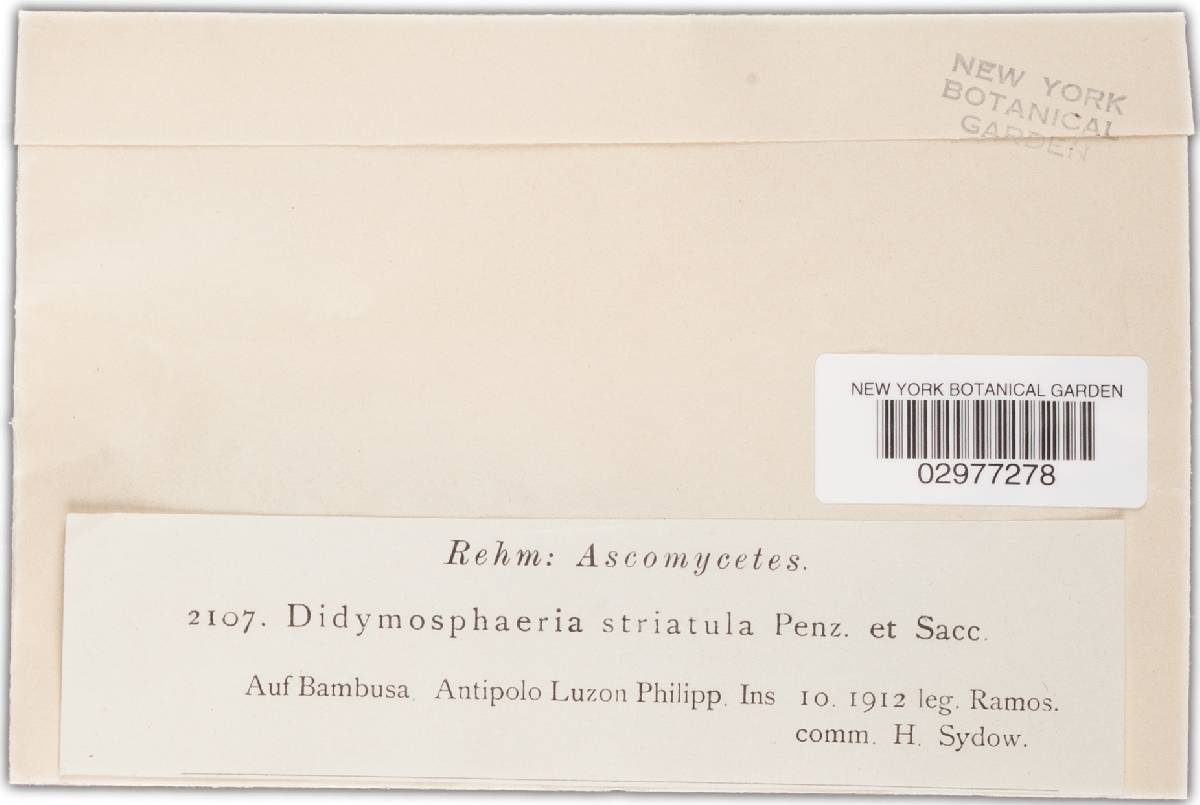 NEW YORK
BOTANICAL
GARDEN
NEW YORK BOTANICAL GARDEN
02977278
Rehm: Ascomycetes.
2107. Didymosphaeria striatula Penz. et Sacc.
Auf Bambusa. Antipolo Luzon Philipp. Ins 10. 1912 leg. Ramos.
comm. H. Sydow.